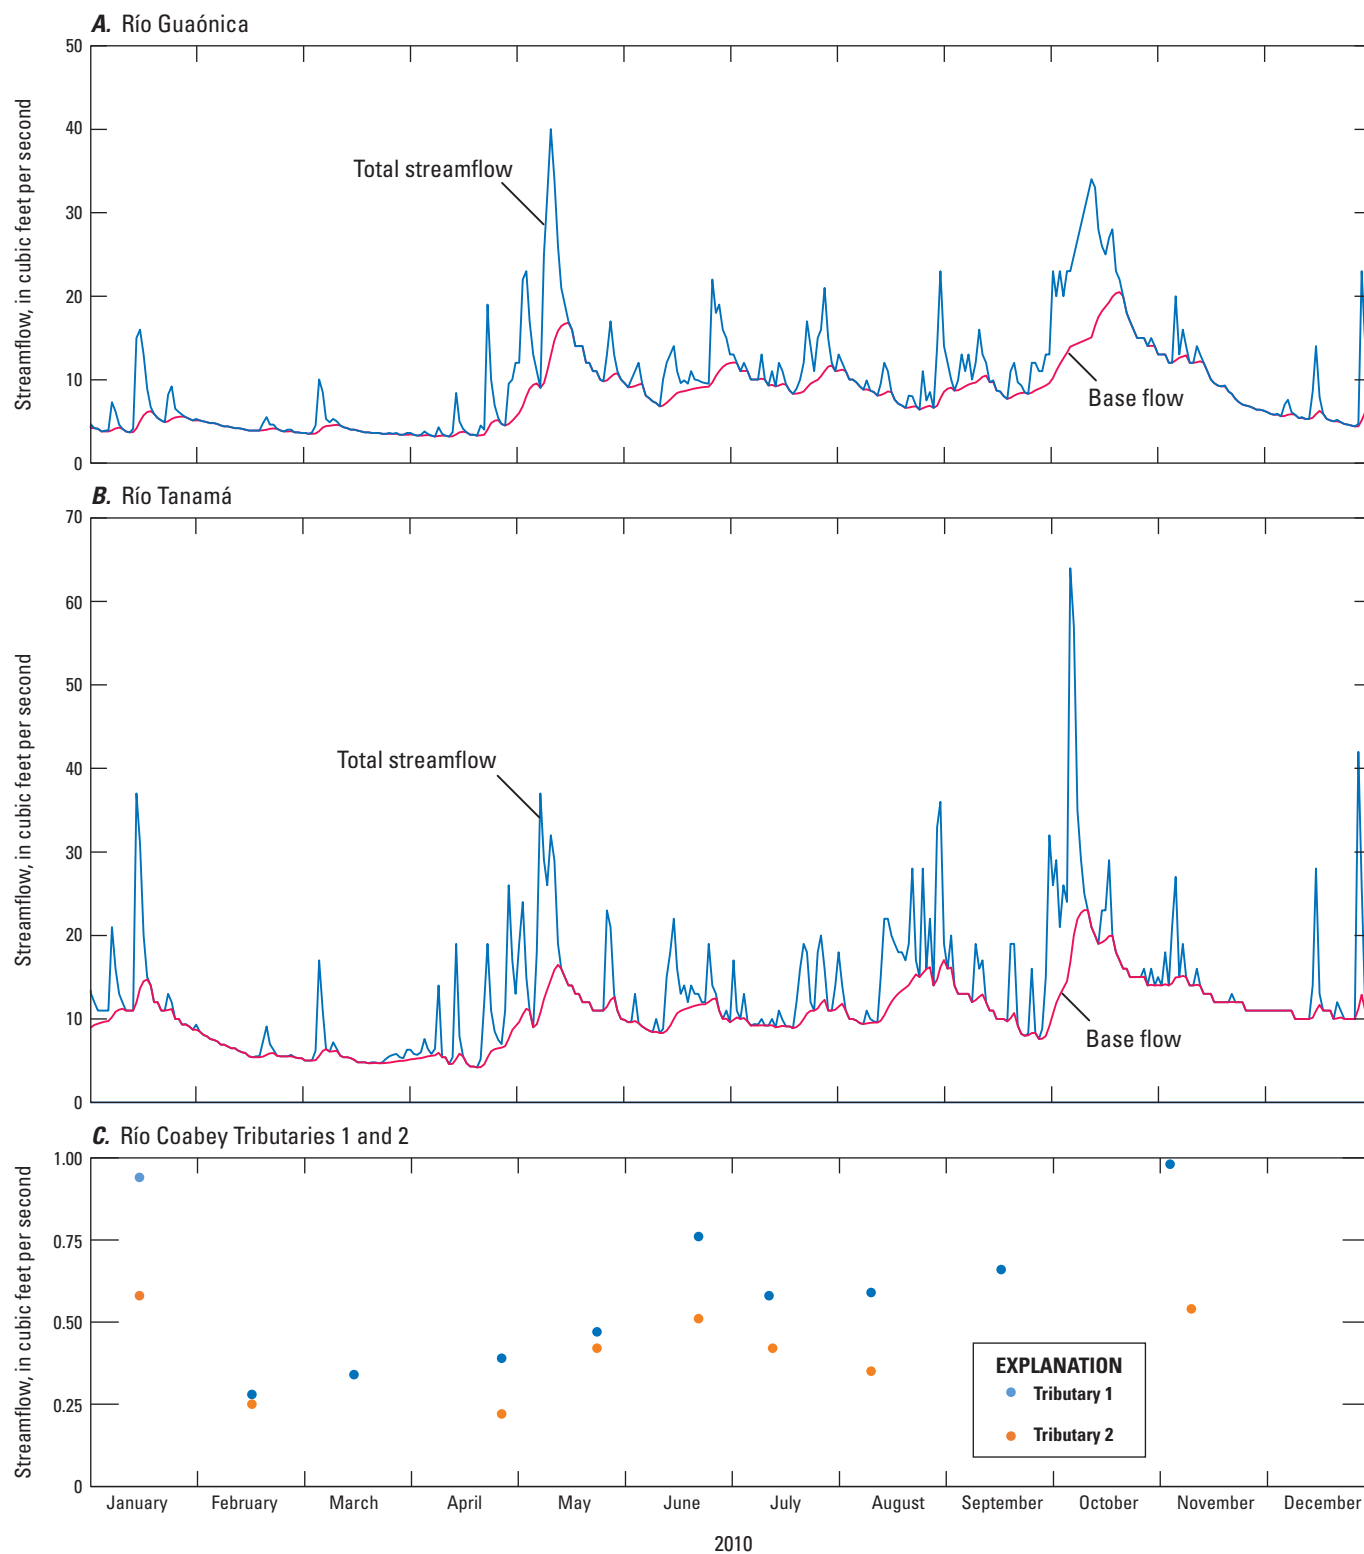 A. Río Guaónica
50
40
30
20
10
0
Streamflow, in cubic feet per second
Total streamflow
Base flow
B. Río Tanamá
70
60
50
40
30
20
10
0
Streamflow, in cubic feet per second
Total streamflow
Base flow
C. Río Coabey Tributaries 1 and 2
1.00
0.75
0.50
0.25
0
Streamflow, in cubic feet per second
EXPLANATION
Tributary 1
Tributary 2
January February March April May June July August September October November December
2010